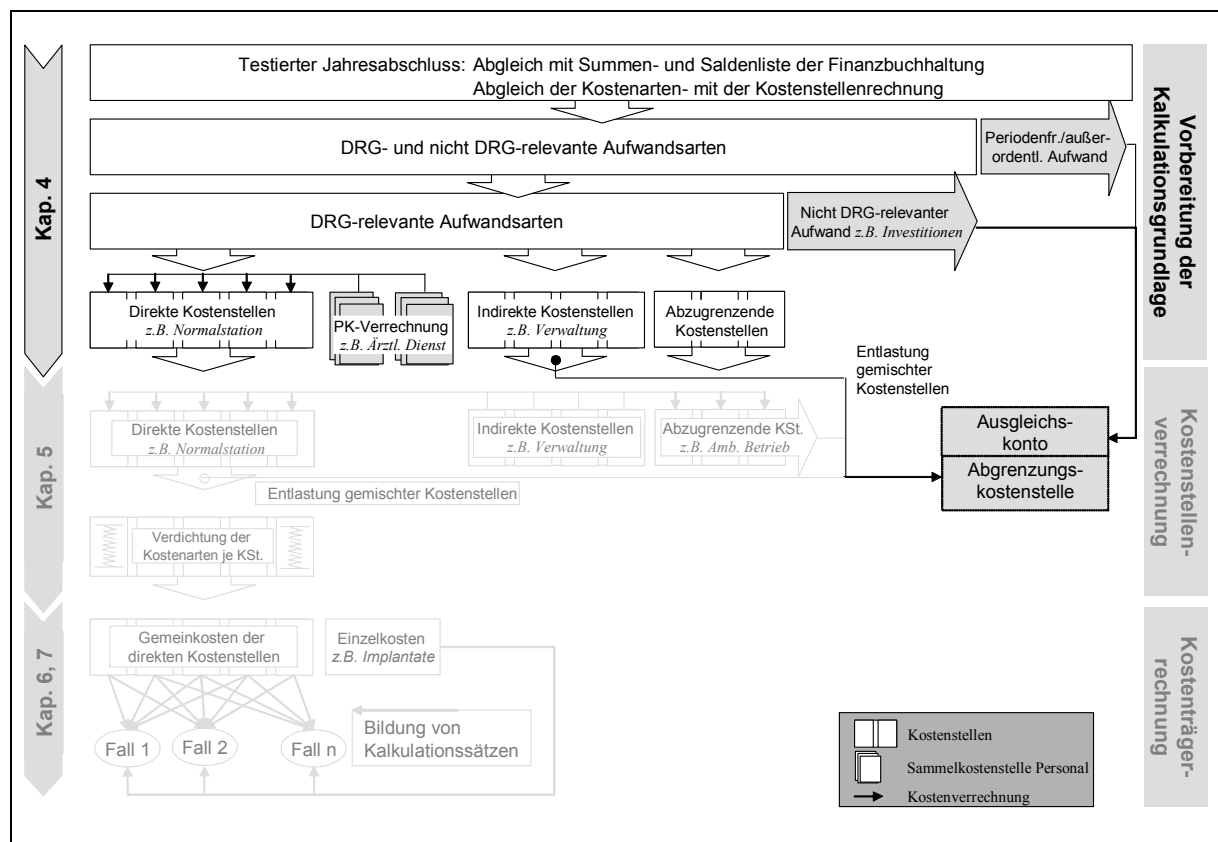 Testierter Jahresabschluss: Abgleich mit Summen- und Saldenliste der Finanzbuchhaltung
Abgleich der Kostenarten- mit der Kostenstellenrechnung
DRG- und nicht DRG-relevante Aufwandsarten
Periodenfr./außer-
ordentl. Aufwand
DRG-relevante Aufwandsarten
Nicht DRG-relevanter
Aufwand z.B. Investitionen
Kap. 4
Vorbereitung der
Kalkulationsgrundlage
Direkte Kostenstellen
z.B. Normalstation
PK-Verrechnung
z.B. Ärztl. Dienst
Indirekte Kostenstellen
z.B. Verwaltung
Abzugrenzende
Kostenstellen
Entlastung
gemischter
Kostenstellen
Kap. 5
Kostenstellen-
verrechnung
Direkte Kostenstellen
z.B. Normalstation
Indirekte Kostenstellen
z.B. Verwaltung
Abzugrenzende KSt.
z.B. Amb. Betrieb
Ausgleichs-
konto
Abgrenzungs-
kostenstelle
Entlastung gemischter Kostenstellen
Verdichtung der
Kostenarten je KSt.
Kap. 6, 7
Kostenträger-
rechnung
Gemeinkosten der
direkten Kostenstellen
Einzelkosten
z.B. Implantate
Bildung von
Kalkulationssätzen
Fall 1
Fall 2
Fall n
Kostenstellen
Sammelkostenstelle Personal
Kostenverrechnung